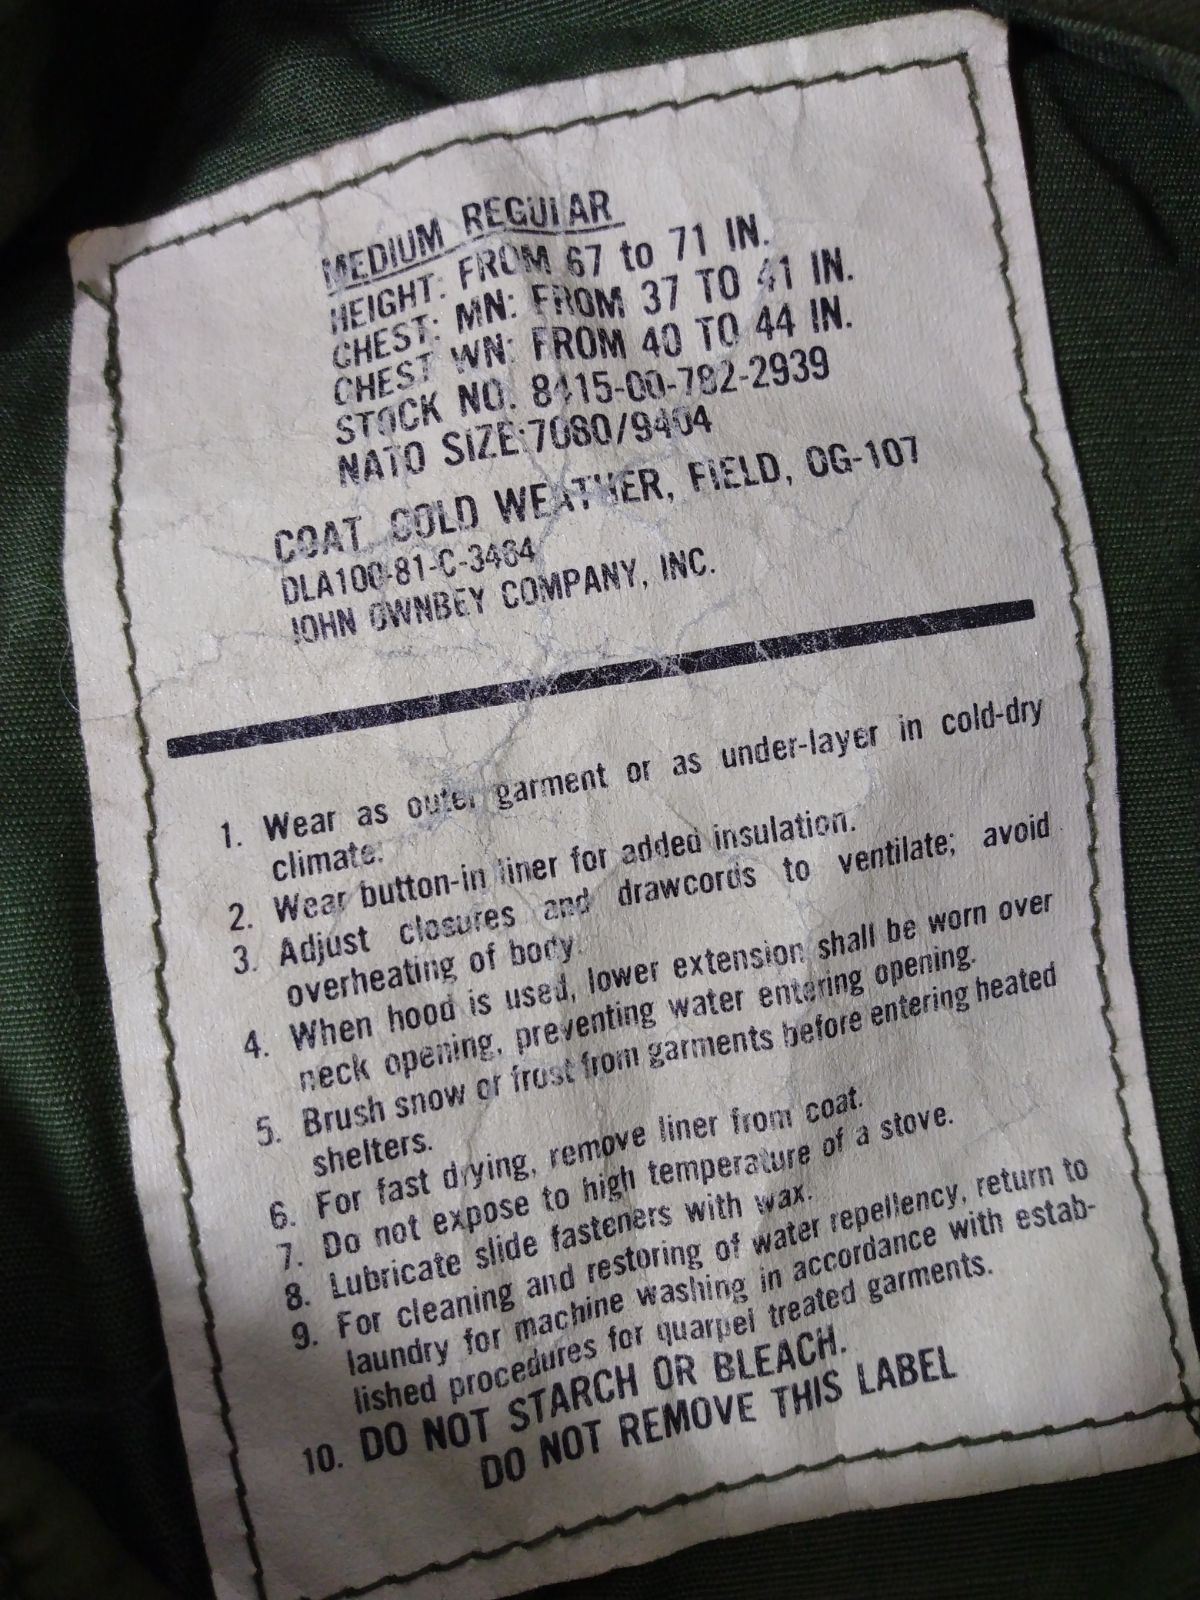 MEDIUM REGULAR
HEIGHT: FROM 67 to 71 IN.
CHEST: MN: FROM 37 TO 41 IN.
CHEST WN: FROM 40 TO 44 IN.
STOCK NO. 8415-00-782-2939
NATO SIZE:7080/9404
COAT, COLD WEATHER, FIELD, OG-107
DLA100-81-C-3464
JOHN OWNBEY COMPANY, INC.
1. Wear as outer garment or as under-layer in cold-dry
climate.
2. Wear button-in liner for added insulation.
3. Adjust closures and drawcords to ventilate; avoid
overheating of body.
4. When hood is used, lower extension shall be worn over
neck opening, preventing water entering opening.
5. Brush snow or frost from garments before entering heated
shelters.
6. For fast drying, remove liner from coat.
7. Do not expose to high temperature of a stove.
8. Lubricate slide fasteners with wax.
9. For cleaning and restoring of water repellency, return to
laundry for machine washing in accordance with estab-
lished procedures for quarpel treated garments.
10. DO NOT STARCH OR BLEACH.
DO NOT REMOVE THIS LABEL